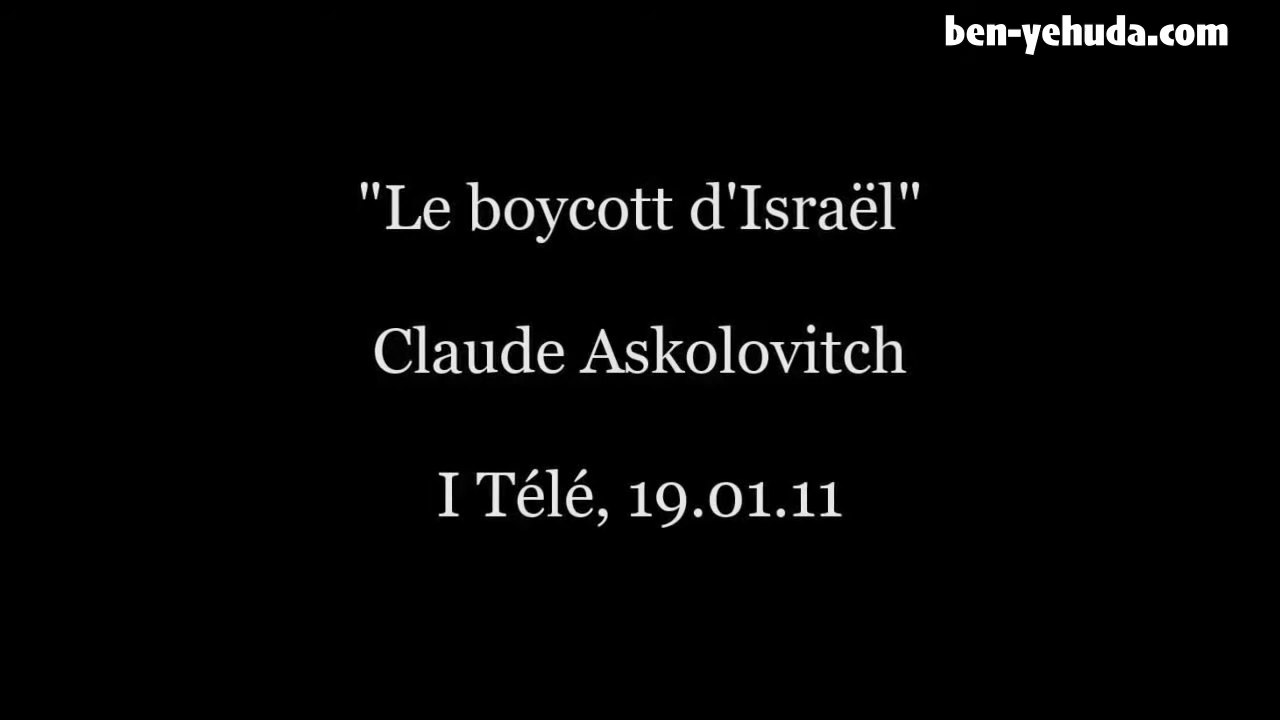 ben-yehuda.com
"Le boycott d'Israël"
Claude Askolovitch
I Télé, 19.01.11